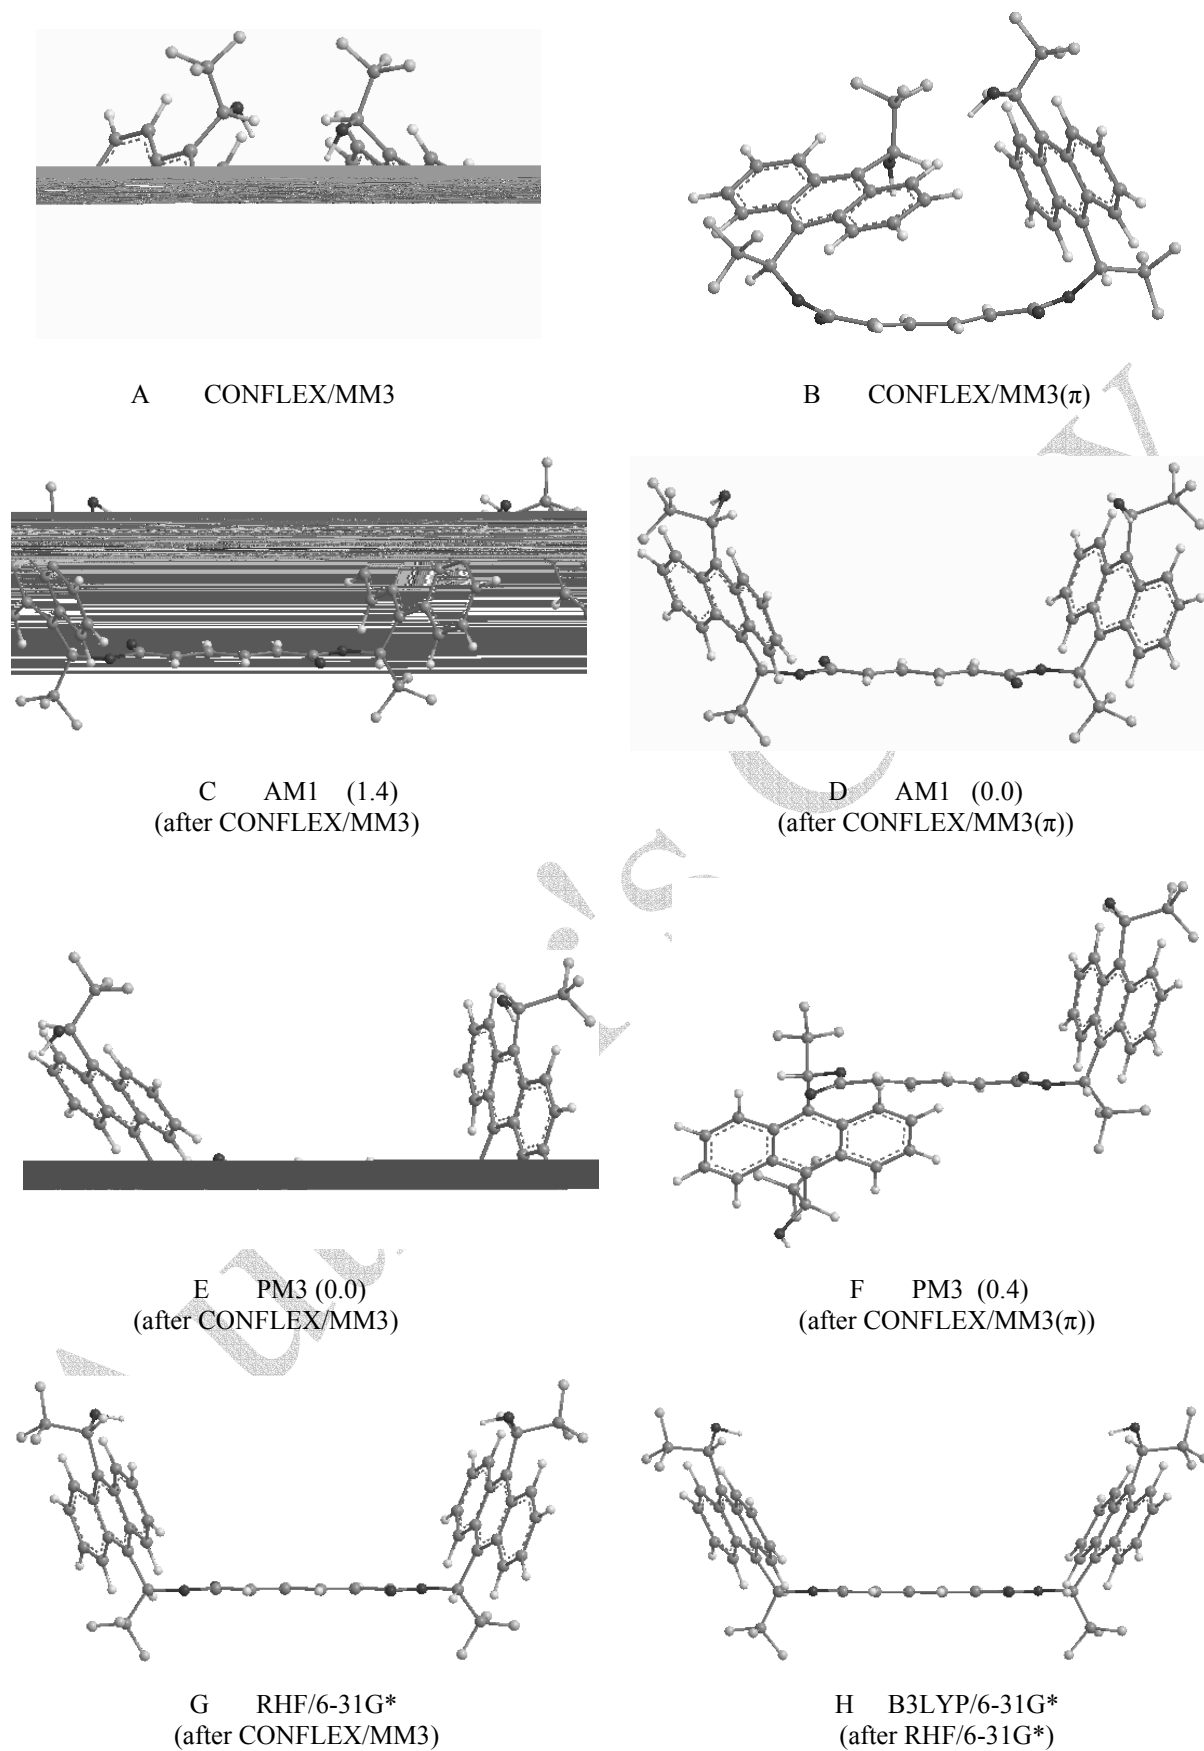 A CONFLEX/MM3
B CONFLEX/MM3(π)
C AM1 (1.4)
(after CONFLEX/MM3)
D AM1 (0.0)
(after CONFLEX/MM3(π))
E PM3 (0.0)
(after CONFLEX/MM3)
F PM3 (0.4)
(after CONFLEX/MM3(π))
G RHF/6-31G*
(after CONFLEX/MM3)
H B3LYP/6-31G*
(after RHF/6-31G*)